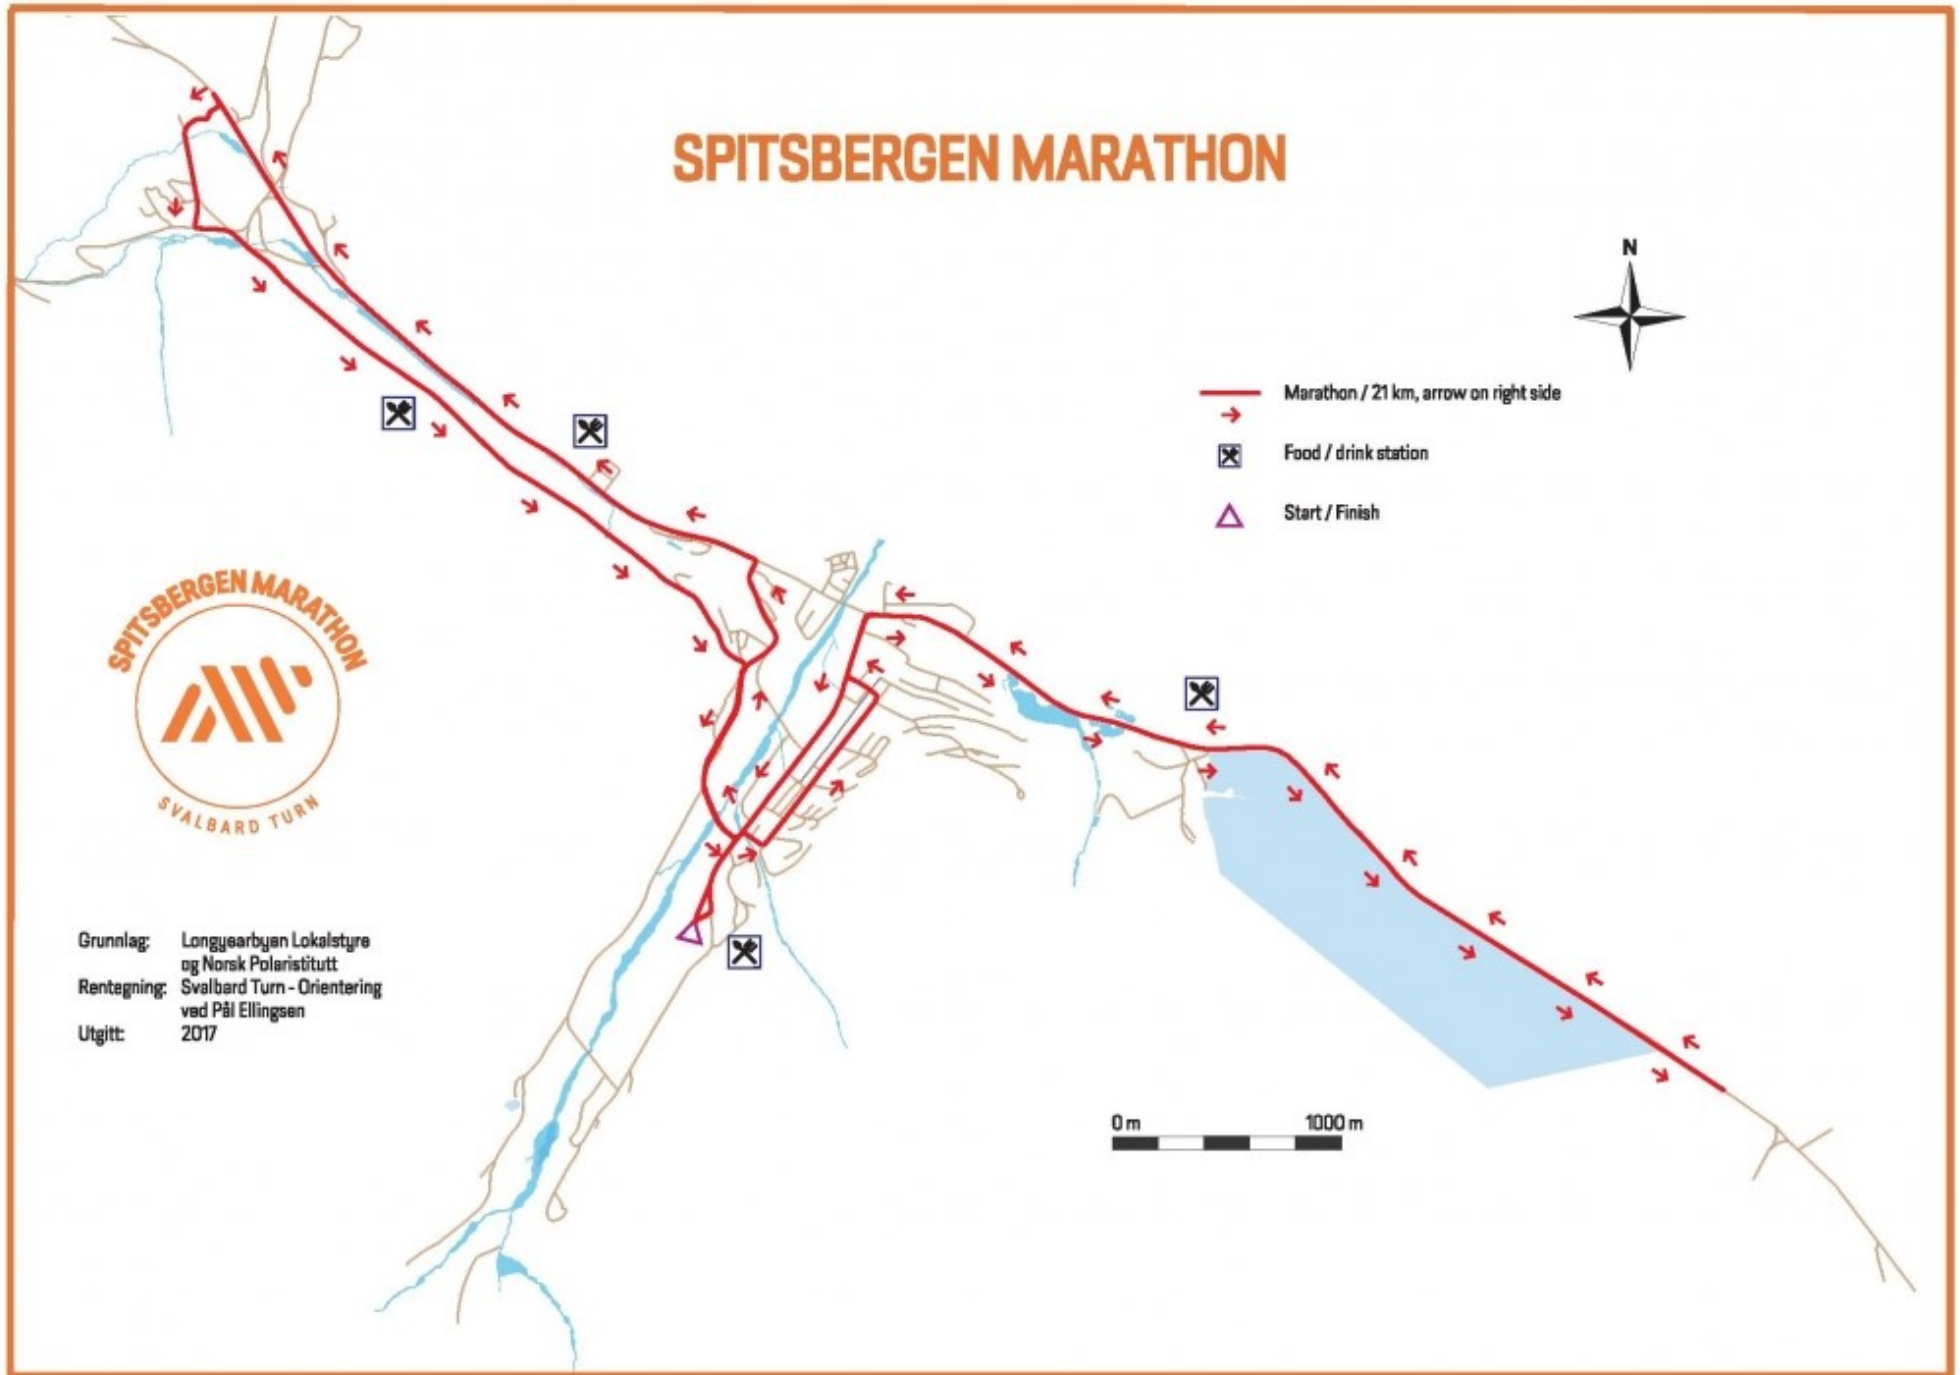 SPITSBERGEN MARATHON
N
Marathon / 21 km, arrow on right side
Food / drink station
Start / Finish
SPITSBERGEN MARATHON
SVALBARD TURN
Grunnlag: Longyearbyen Lokalstyre
og Norsk Polaristitutt
Rentegning: Svalbard Turn - Orientering
ved Pål Ellingsen
Utgitt: 2017
0 m 1000 m